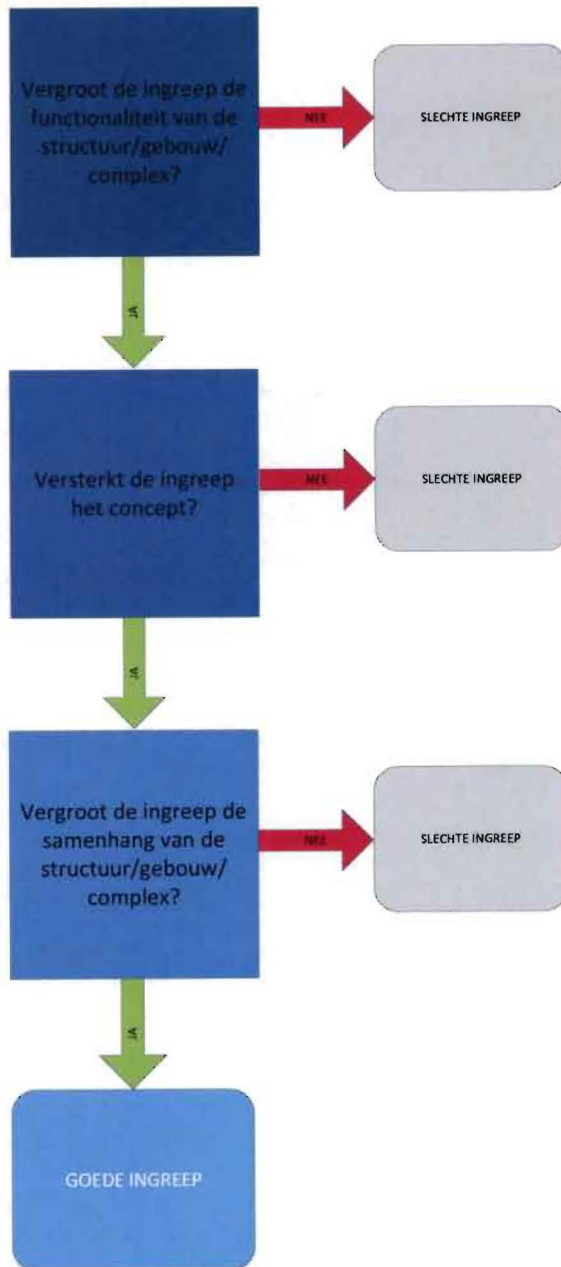 Vergroot de ingreep de
functionaliteit van de
structuur/gebouw/
complex?
NEE
SLECHTE INGREEP
JA
Versterkt de ingreep
het concept?
NEE
SLECHTE INGREEP
JA
Vergroot de ingreep de
samenhang van de
structuur/gebouw/
complex?
NEE
SLECHTE INGREEP
JA
GOEDE INGREEP